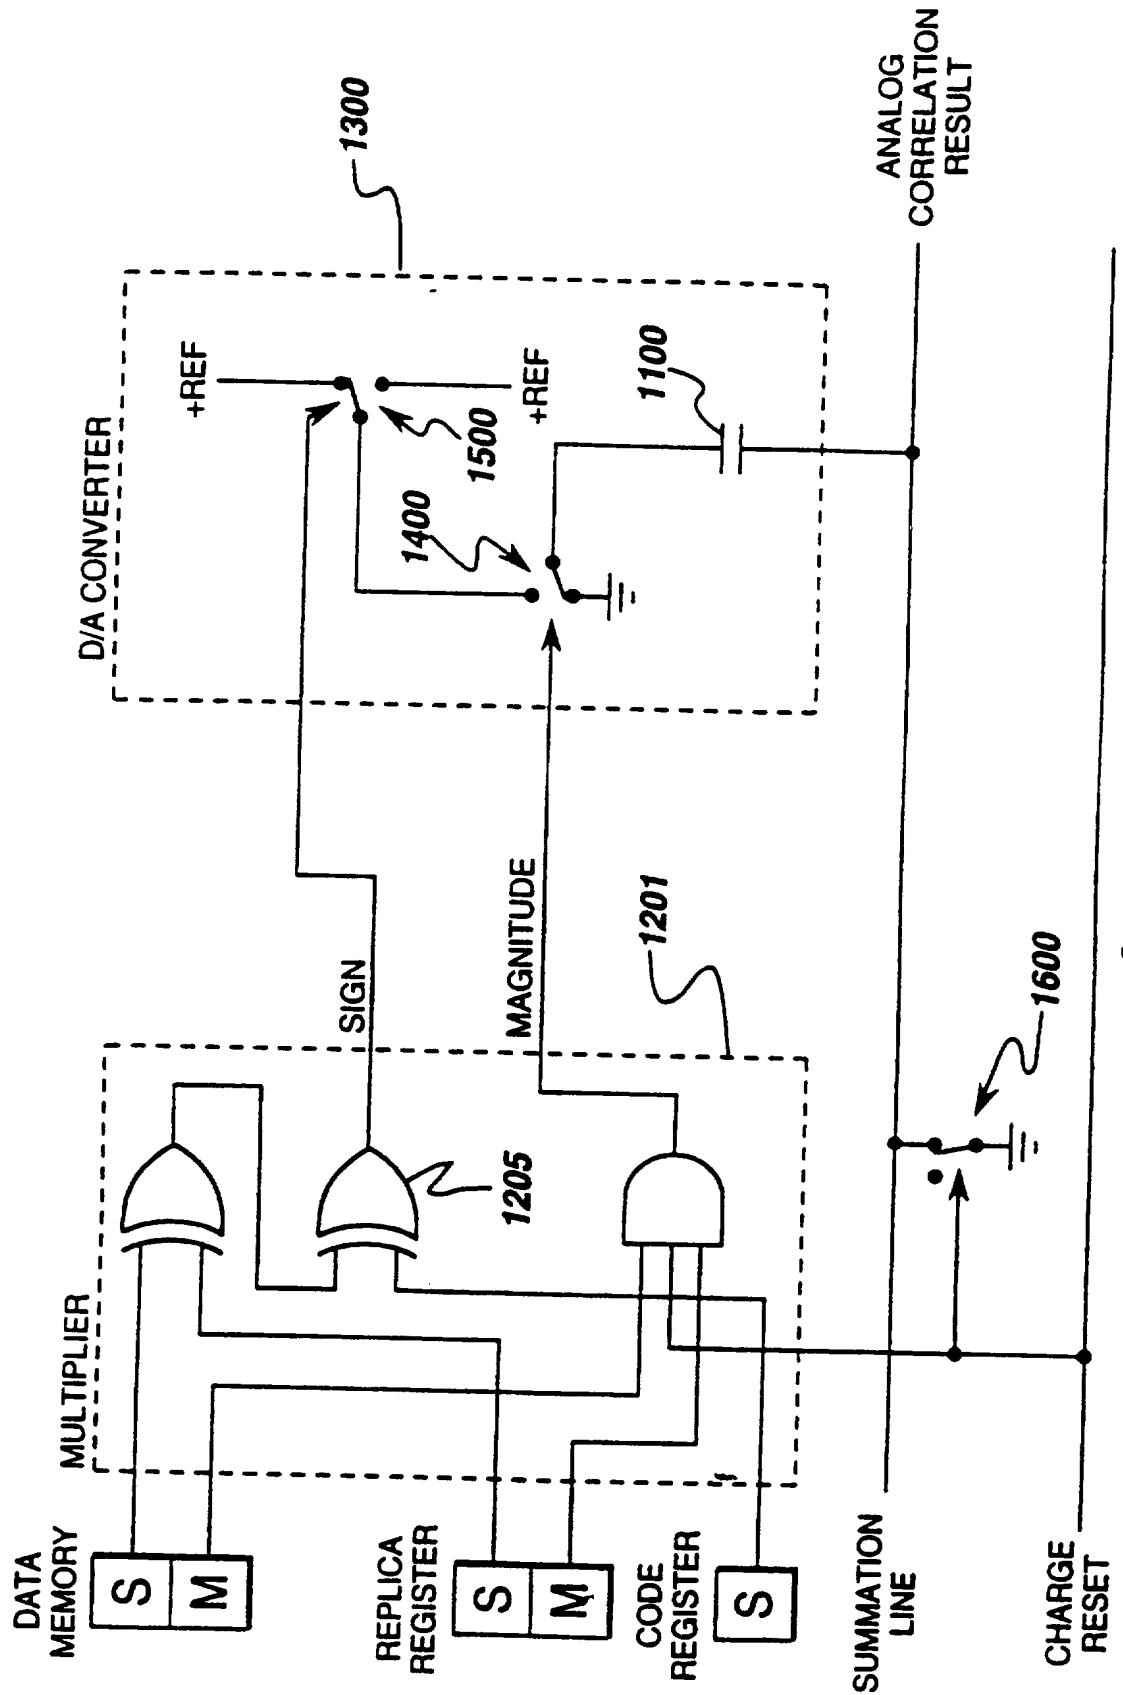 DATA
MEMORY
S
M
REPLICA
REGISTER
S
M
CODE
REGISTER
S
SUMMATION
LINE
CHARGE
RESET
MULTIPLIER
1205
1201
SIGN
MAGNITUDE
1600
D/A CONVERTER
+REF
1500
+REF
1400
1100
1300
ANALOG
CORRELATION
RESULT